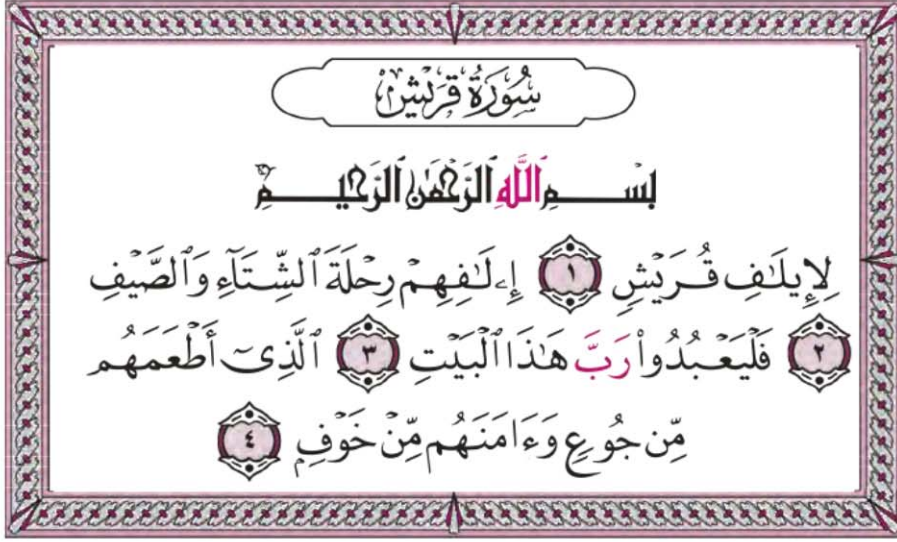 سُورَةُ قُرَيْشٍ
بِسْمِ ٱللَّهِ ٱلرَّحْمَٰنِ ٱلرَّحِيمِ
لِإِيلَٰفِ قُرَيْشٍ ١ إِۦلَٰفِهِمْ رِحْلَةَ ٱلشِّتَآءِ وَٱلصَّيْفِ
٢ فَلْيَعْبُدُوا۟ رَبَّ هَٰذَا ٱلْبَيْتِ ٣ ٱلَّذِىٓ أَطْعَمَهُم
مِّن جُوعٍ وَءَامَنَهُم مِّنْ خَوْفٍۭ ٤